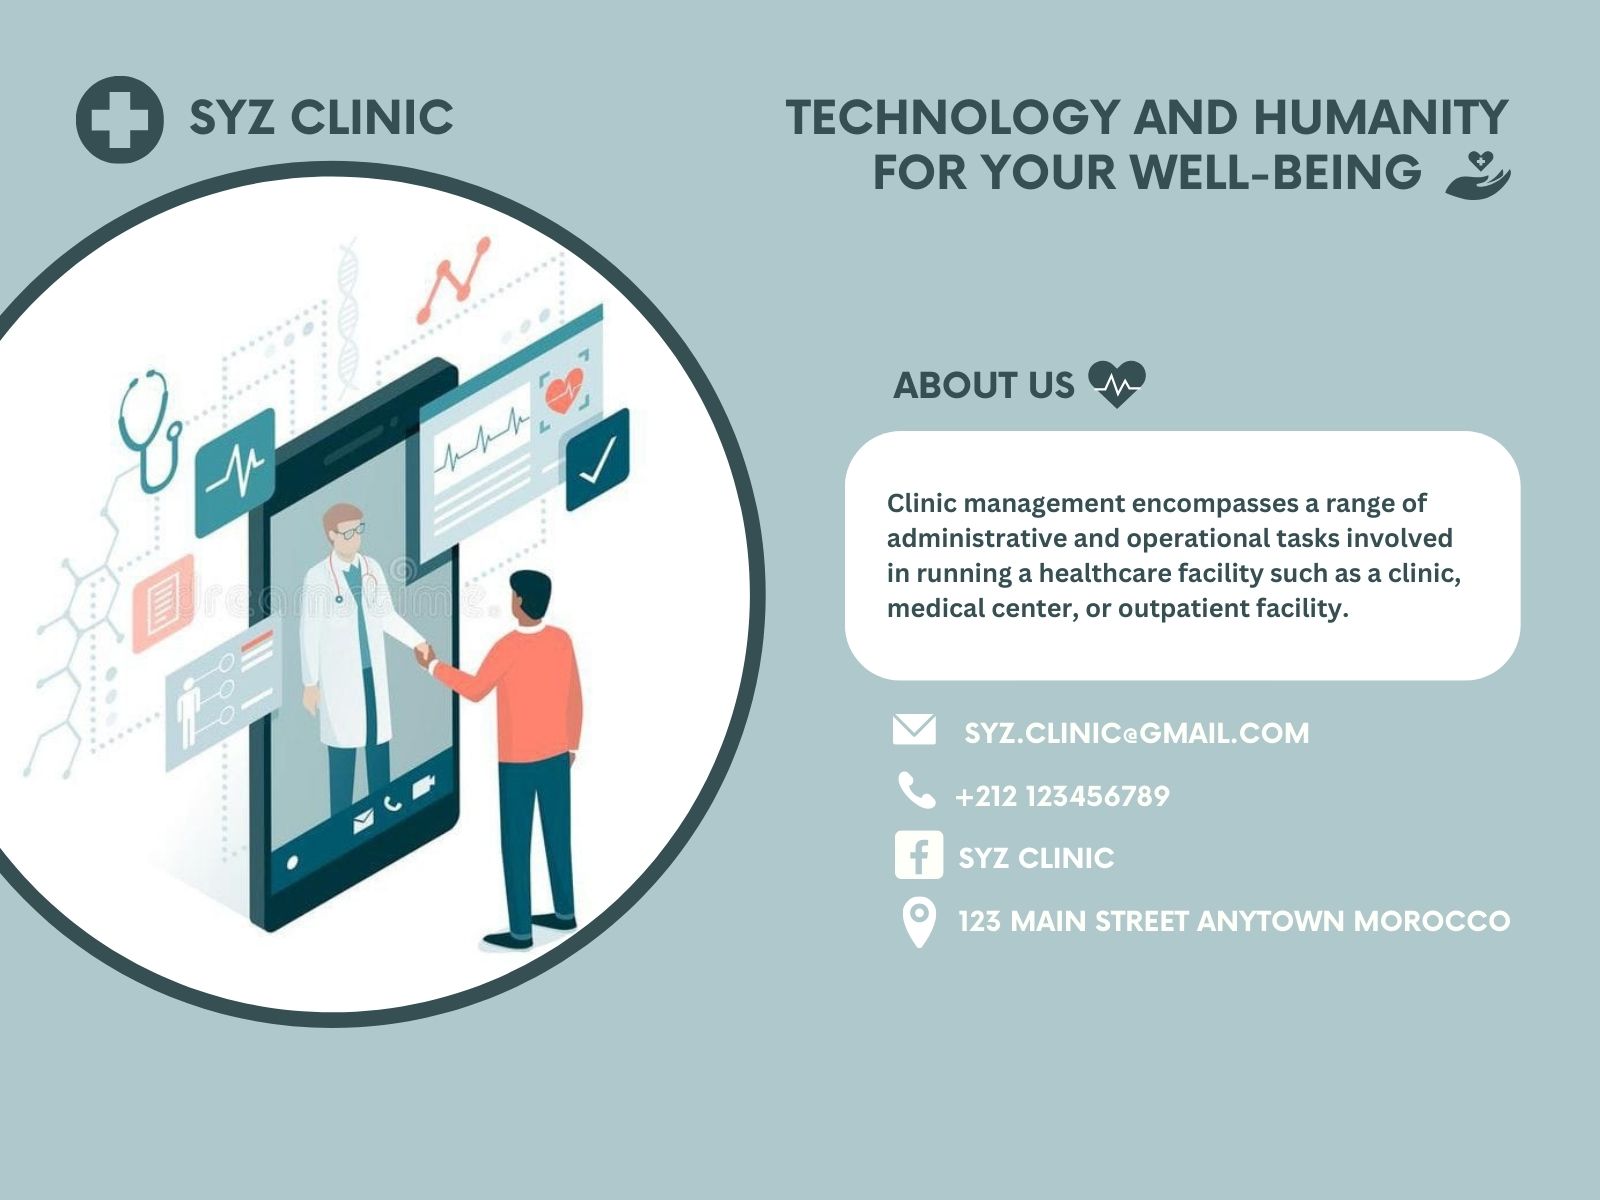 SYZ CLINIC
TECHNOLOGY AND HUMANITY
FOR YOUR WELL-BEING
ABOUT US
Clinic management encompasses a range of
administrative and operational tasks involved
in running a healthcare facility such as a clinic,
medical center, or outpatient facility.
SYZ.CLINIC@GMAIL.COM
+212 123456789
SYZ CLINIC
123 MAIN STREET ANYTOWN MOROCCO
dreamstime.